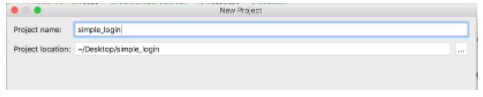 New Project
Project name: simple_login
Project location: ~/Desktop/simple_login ...